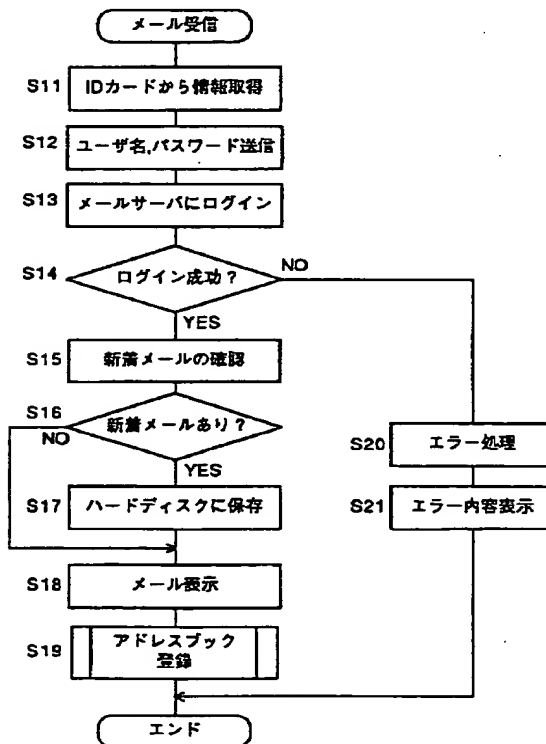 メール受信
S11 IDカードから情報取得
S12 ユーザ名,パスワード送信
S13 メールサーバにログイン
S14 ログイン成功？ NO
YES
S15 新着メールの確認
S16 新着メールあり？
NO
YES
S20 エラー処理
S17 ハードディスクに保存
S21 エラー内容表示
S18 メール表示
S19 アドレスブック
登録
エンド